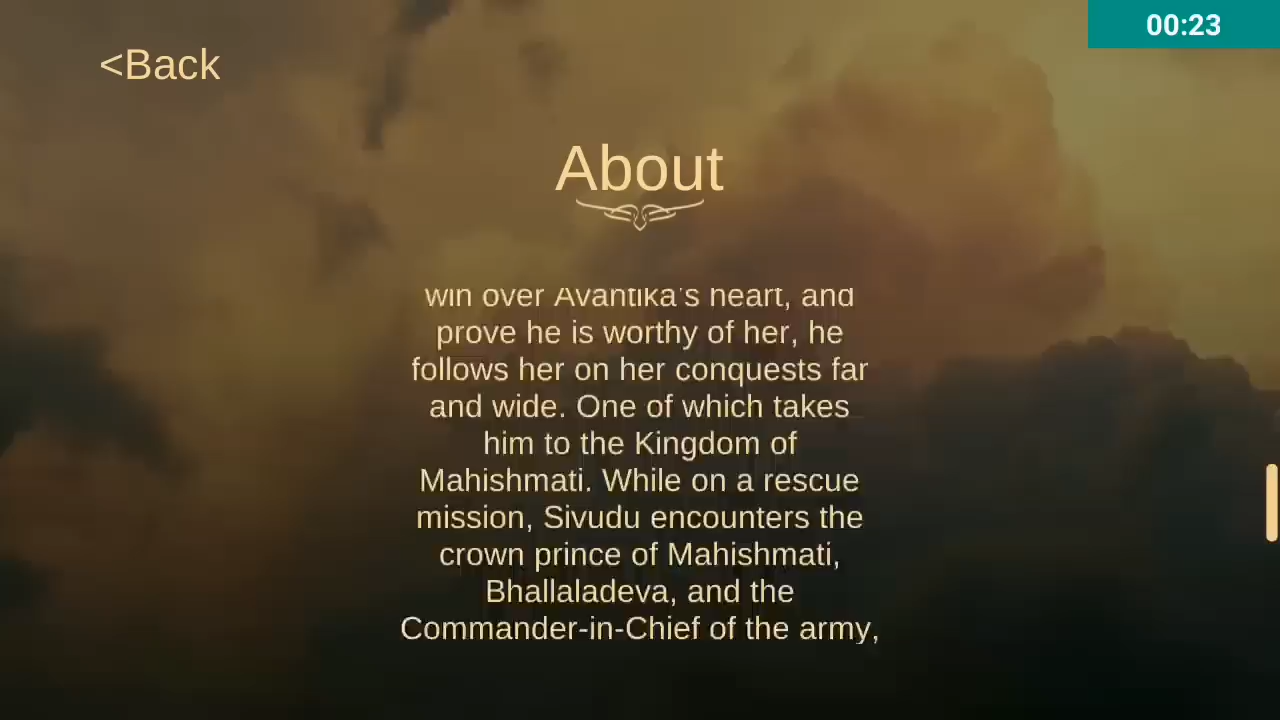 00:23
<Back
About
win over Avantika's heart, and
prove he is worthy of her, he
follows her on her conquests far
and wide. One of which takes
him to the Kingdom of
Mahishmati. While on a rescue
mission, Sivudu encounters the
crown prince of Mahishmati,
Bhallaladeva, and the
Commander-in-Chief of the army,